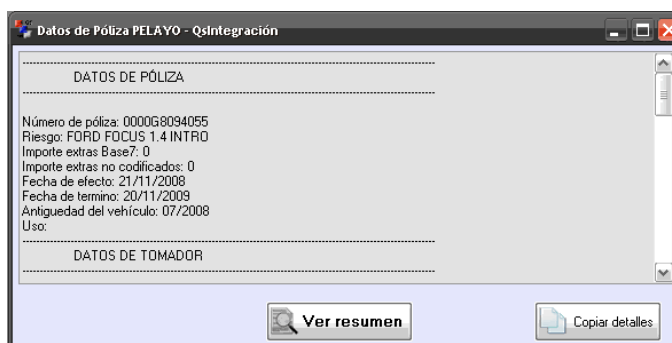 Datos de Póliza PELAYO - QsIntegración
DATOS DE PÓLIZA
Número de póliza: 0000G8094055
Riesgo: FORD FOCUS 1.4 INTRO
Importe extras Base7: 0
Importe extras no codificados: 0
Fecha de efecto: 21/11/2008
Fecha de termino: 20/11/2009
Antiguedad del vehículo: 07/2008
Uso:
DATOS DE TOMADOR
Ver resumen
Copiar detalles